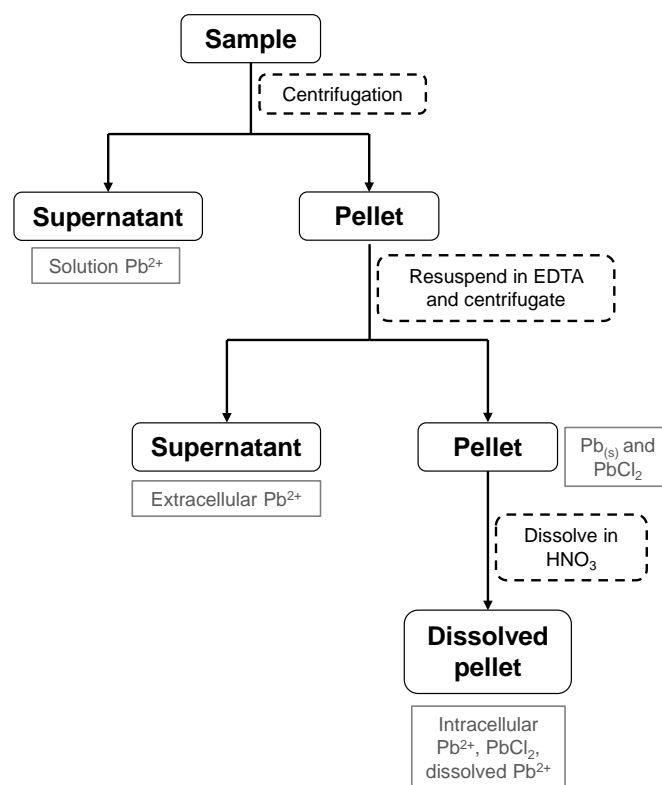 Sample
Centrifugation
Supernatant
Pellet
Solution Pb²⁺
Resuspend in EDTA
and centrifugate
Supernatant
Pellet
Pb₍ₛ₎ and
PbCl₂
Extracellular Pb²⁺
Dissolve in
HNO₃
Dissolved
pellet
Intracellular
Pb²⁺, PbCl₂,
dissolved Pb²⁺